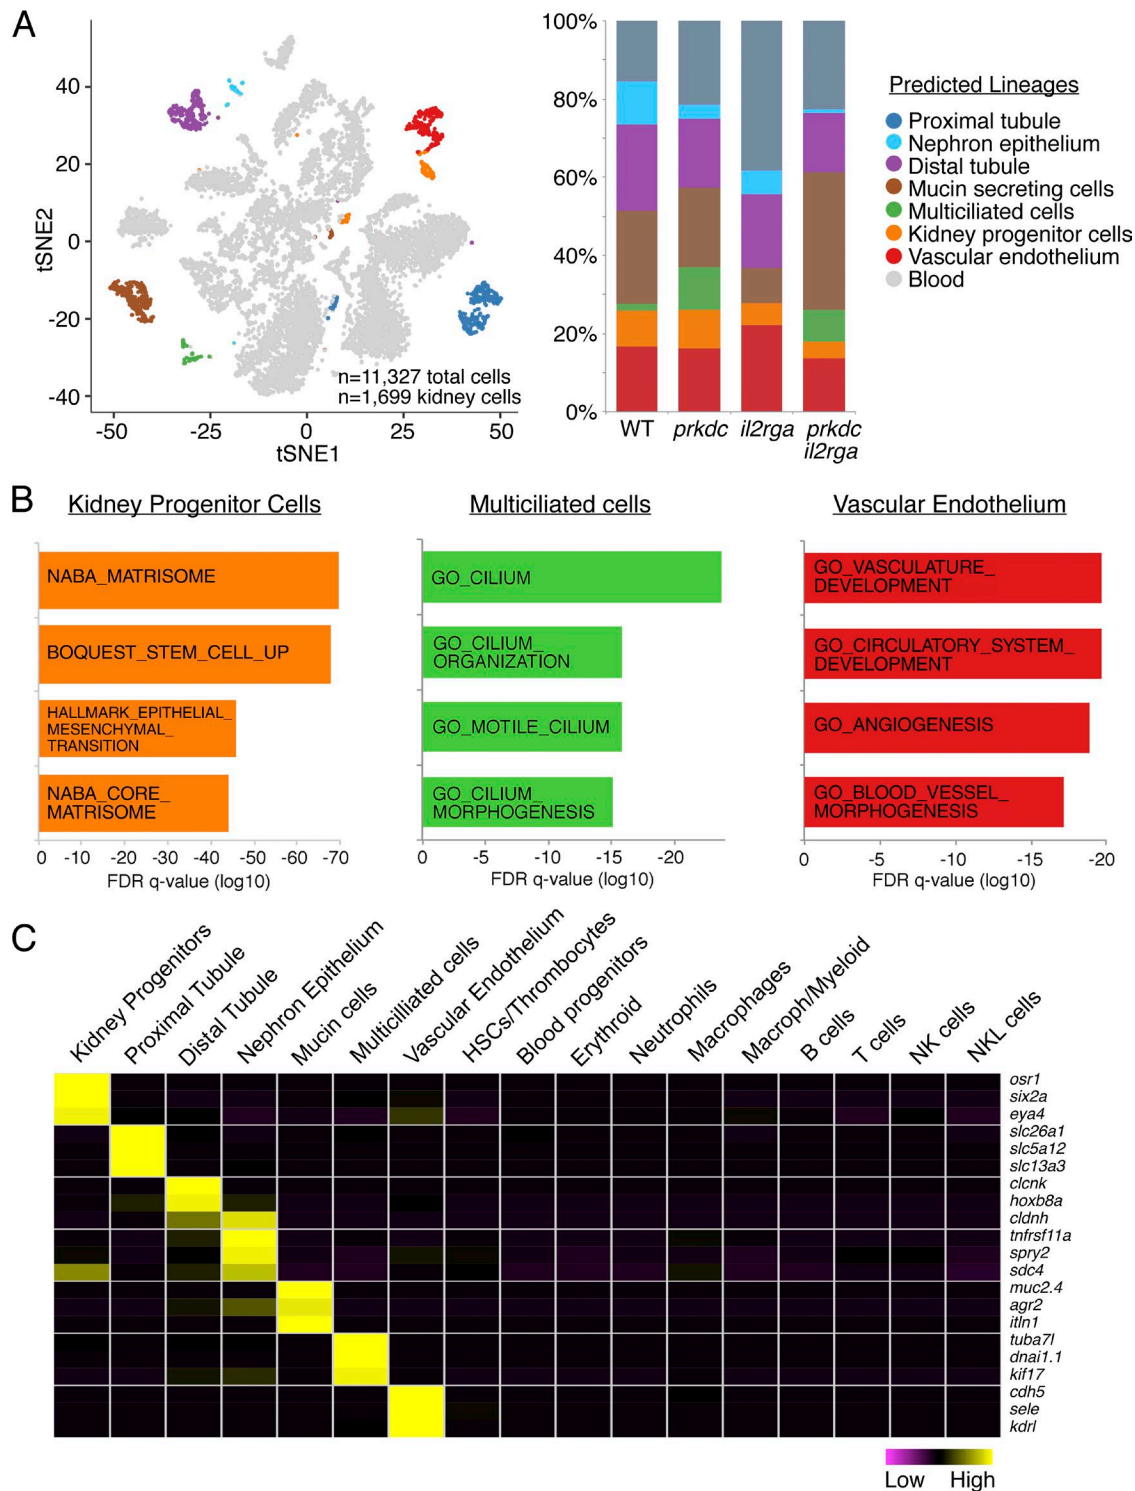 A
40
20
0
-20
-40
tSNE2
-50
-25
0
25
50
tSNE1
n=11,327 total cells
n=1,699 kidney cells
100%
80%
60%
40%
20%
0%
WT
prkdc
il2rga
prkdc
il2rga
Predicted Lineages
Proximal tubule
Nephron epithelium
Distal tubule
Mucin secreting cells
Multiciliated cells
Kidney progenitor cells
Vascular endothelium
Blood
B
Kidney Progenitor Cells
NABA_MATRISOME
BOQUEST_STEM_CELL_UP
HALLMARK_EPITHELIAL_
MESENCHYMAL_
TRANSITION
NABA_CORE_
MATRISOME
0 -10 -20 -30 -40 -50 -60 -70
FDR q-value (log10)
Multiciliated cells
GO_CILIUM
GO_CILIUM_
ORGANIZATION
GO_MOTILE_CILIUM
GO_CILIUM_
MORPHOGENESIS
0 -5 -10 -15 -20
FDR q-value (log10)
Vascular Endothelium
GO_VASCULATURE_
DEVELOPMENT
GO_CIRCULATORY_SYSTEM_
DEVELOPMENT
GO_ANGIOGENESIS
GO_BLOOD_VESSEL_
MORPHOGENESIS
0 -5 -10 -15 -20
FDR q-value (log10)
C
Kidney Progenitors
Proximal Tubule
Distal Tubule
Nephron Epithelium
Mucin cells
Multicilliated cells
Vascular Endothelium
HSCs/Thrombocytes
Blood progenitors
Erythroid
Neutrophils
Macrophages
Macroph/Myeloid
B cells
T cells
NK cells
NKL cells
osr1
six2a
eya4
slc26a1
slc5a12
slc13a3
clcnk
hoxb8a
cldnh
tnfrsf11a
spry2
sdc4
muc2.4
agr2
itln1
tuba7l
dnai1.1
kif17
cdh5
sele
kdrl
Low High